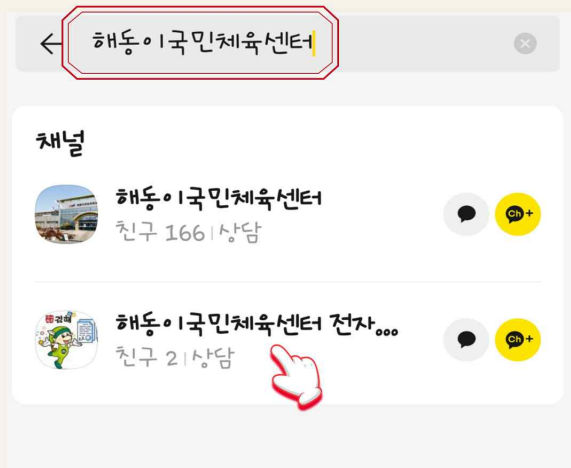 해동이국민체육센터
채널
해동이국민체육센터
친구 166 | 상담
Ch+
해동이국민체육센터 전자...
친구 2 | 상담
Ch+